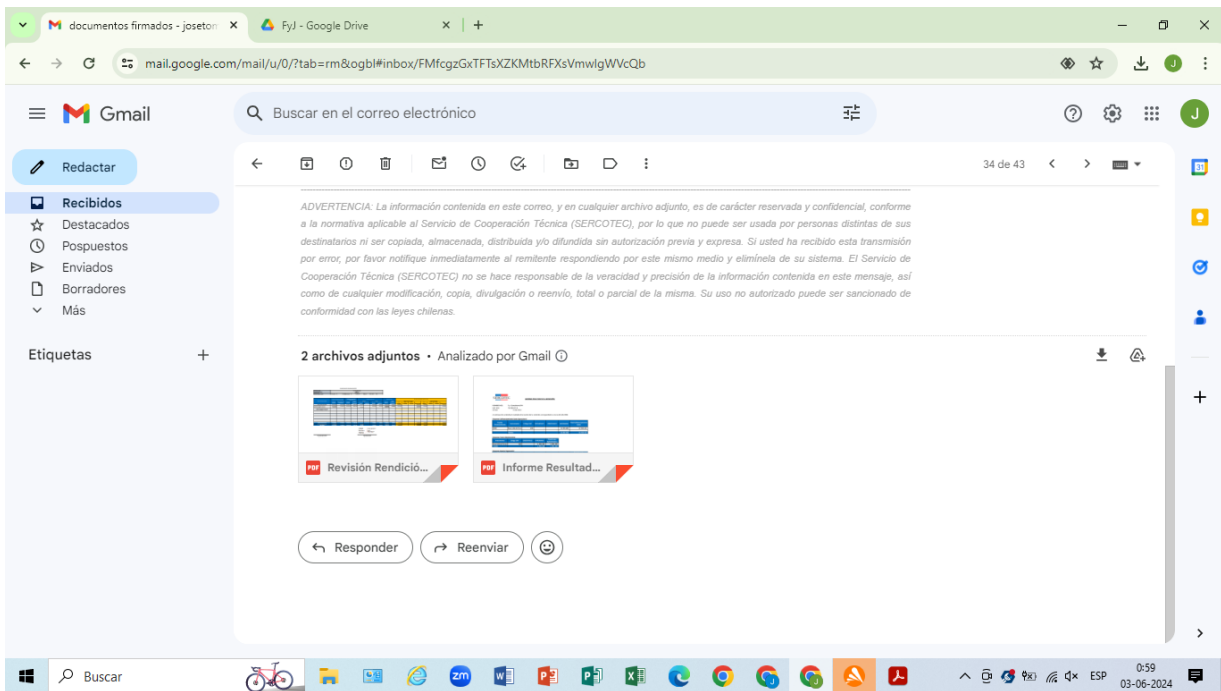 documentos firmados - joseton
FyJ - Google Drive
mail.google.com/mail/u/0/?tab=rm&ogbl#inbox/FMfcgzGxTFTsXZKMtbRFXsVmwlgWVcQb
J
Gmail
Buscar en el correo electrónico
J
Redactar
34 de 43
31
Recibidos
Destacados
Pospuestos
Enviados
Borradores
Más
Etiquetas
ADVERTENCIA: La información contenida en este correo, y en cualquier archivo adjunto, es de carácter reservada y confidencial, conforme
a la normativa aplicable al Servicio de Cooperación Técnica (SERCOTEC), por lo que no puede ser usada por personas distintas de sus
destinatarios ni ser copiada, almacenada, distribuida y/o difundida sin autorización previa y expresa. Si usted ha recibido esta transmisión
por error, por favor notifique inmediatamente al remitente respondiendo por este mismo medio y elimínela de su sistema. El Servicio de
Cooperación Técnica (SERCOTEC) no se hace responsable de la veracidad y precisión de la información contenida en este mensaje, así
como de cualquier modificación, copia, divulgación o reenvío, total o parcial de la misma. Su uso no autorizado puede ser sancionado de
conformidad con las leyes chilenas.
2 archivos adjuntos • Analizado por Gmail
PDF Revisión Rendició...
PDF Informe Resultad...
Responder
Reenviar
Buscar
zm
ESP
0:59
03-06-2024